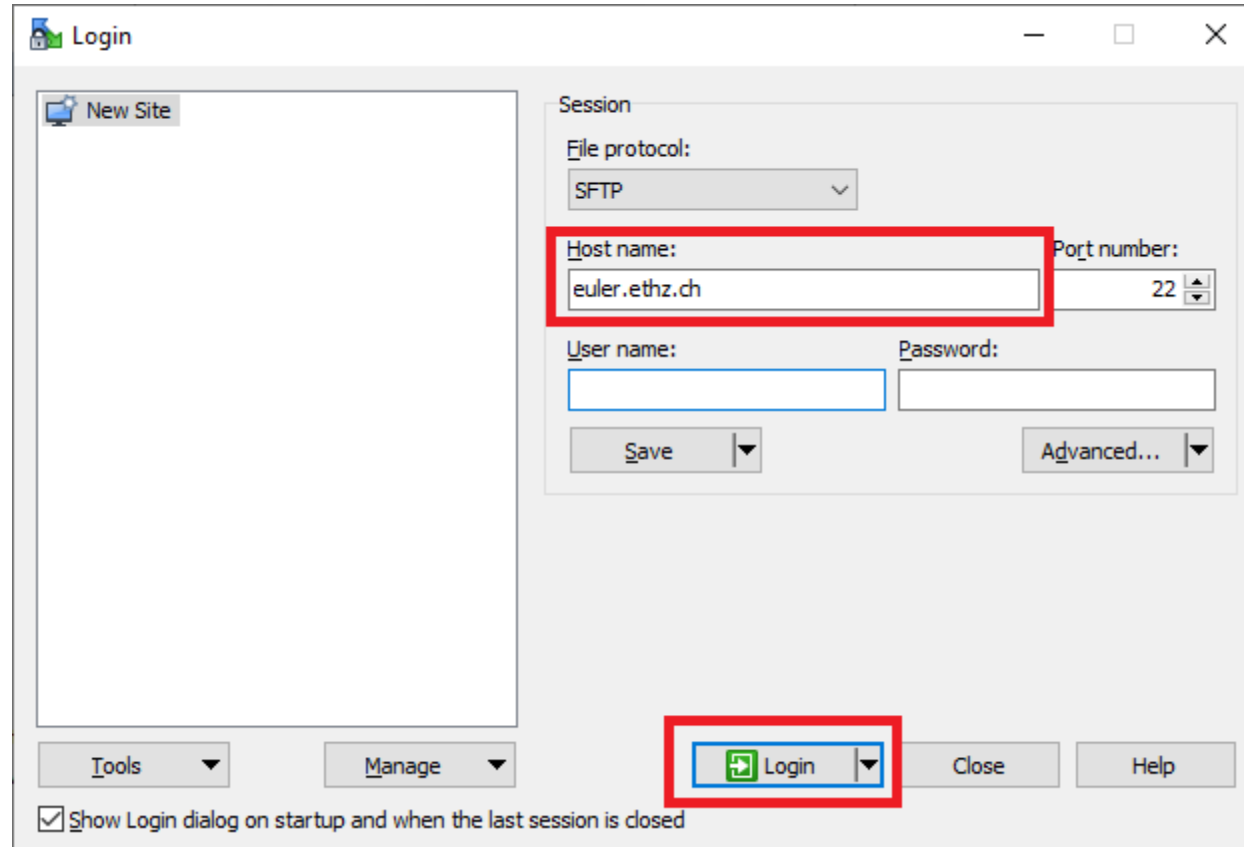 Login
New Site
Session
File protocol:
SFTP
Host name:
Port number:
euler.ethz.ch
22
User name:
Password:
Save
Advanced...
Tools
Manage
Login
Close
Help
Show Login dialog on startup and when the last session is closed